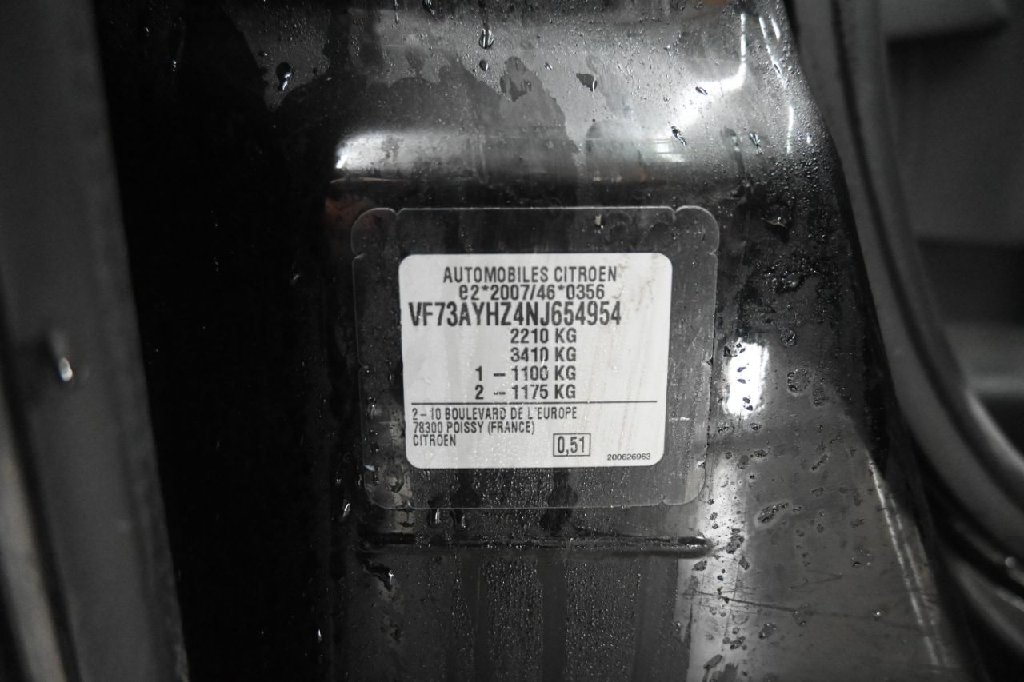 AUTOMOBILES CITROEN
e2*2007/46*0356
VF73AYHZ4NJ654954
2210 KG
3410 KG
1 - 1100 KG
2 - 1175 KG
2 - 10 BOULEVARD DE L'EUROPE
78300 POISSY (FRANCE)
CITROEN
0,51
200626963